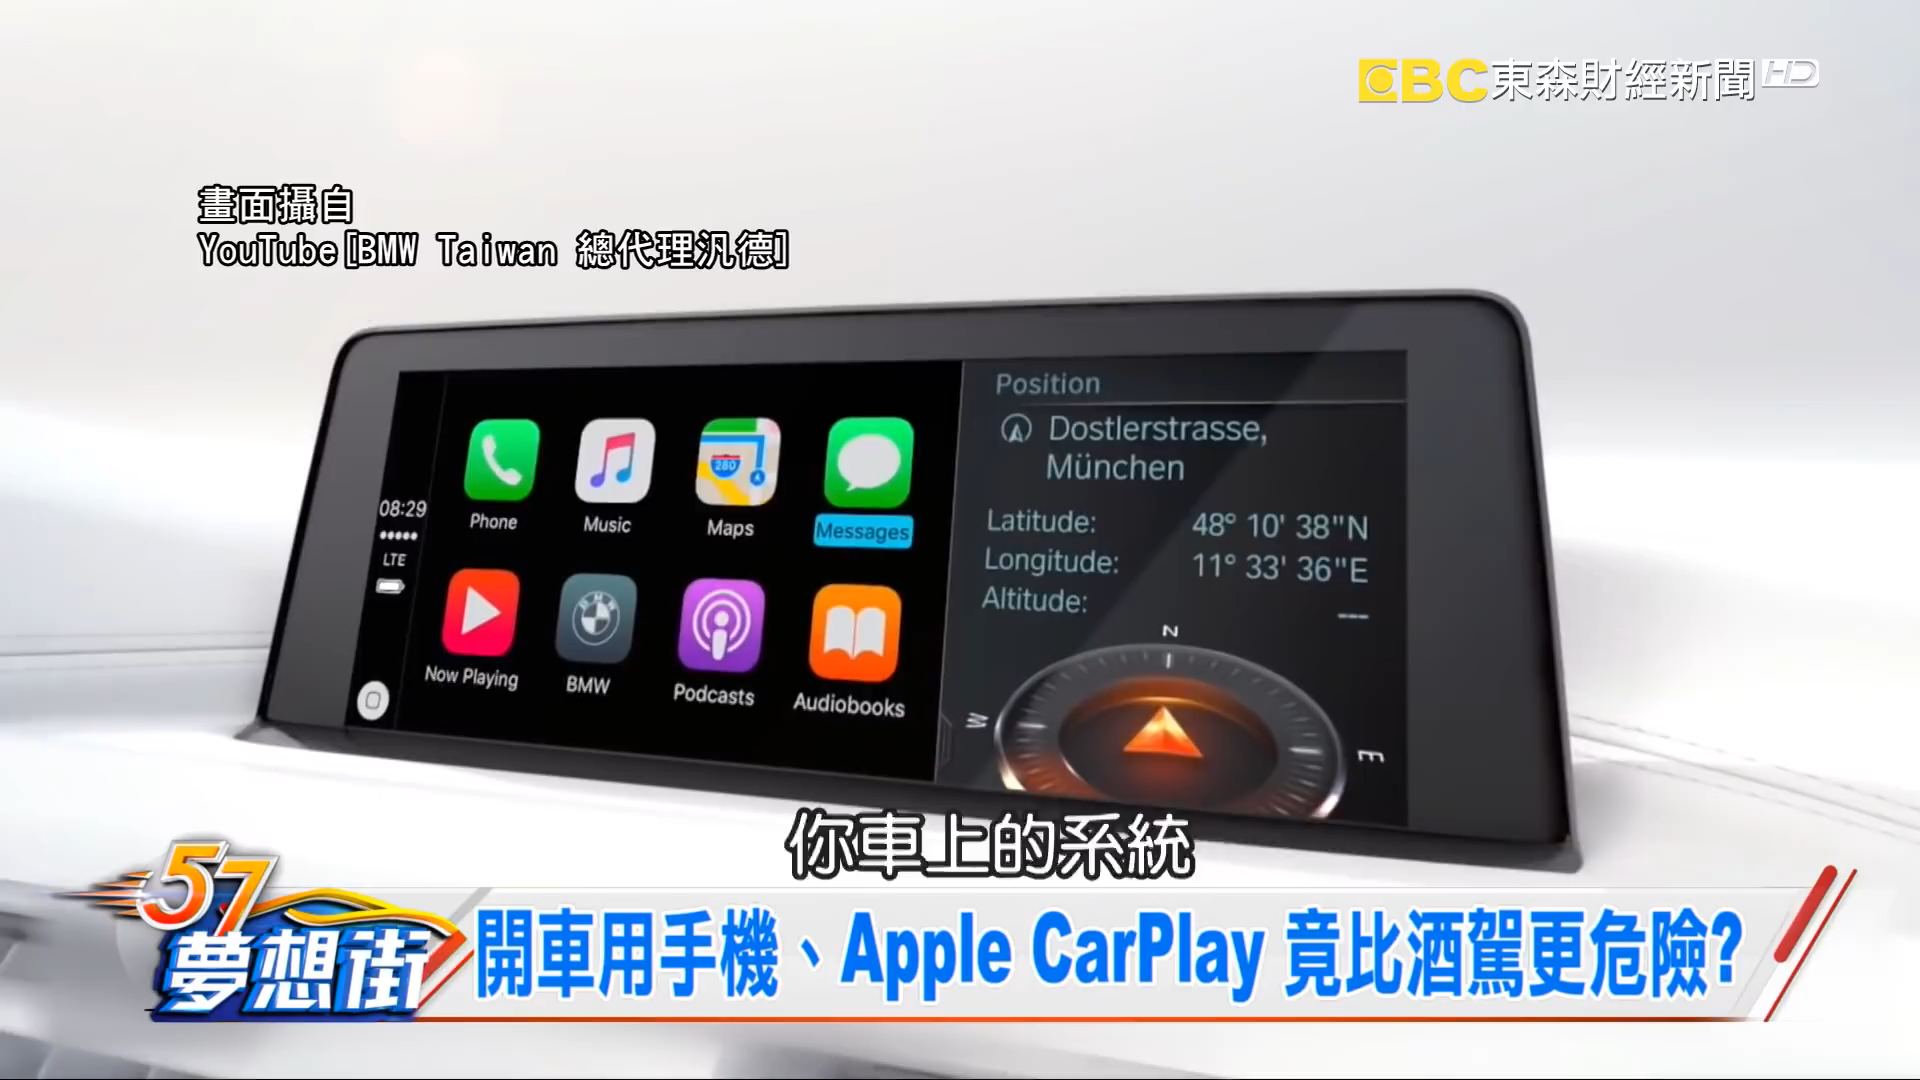 EBC東森財經新聞HD
畫面攝自
YouTube[BMW Taiwan 總代理汎德]
Position
Dostlerstrasse,
München
Latitude: 48° 10' 38"N
Longitude: 11° 33' 36"E
Altitude: ---
N
W
E
08:29
LTE
Phone
Music
Maps
280
Messages
Now Playing
BMW
BMW
Podcasts
Audiobooks
你車上的系統
57
夢想街
開車用手機、Apple CarPlay 竟比酒駕更危險?